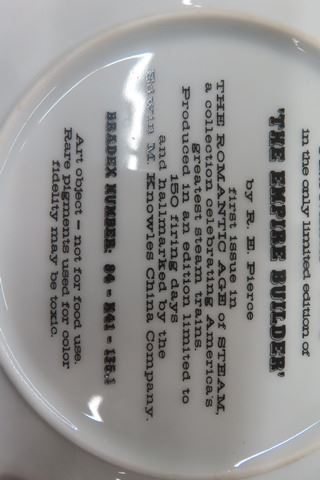 in the only limited edition of
'THE EMPIRE BUILDER'
by R. E. Pierce
first issue in
THE ROMANTIC AGE of STEAM,
a collection celebrating America's
greatest steam trains.
Produced in an edition limited to
150 firing days
and hallmarked by the
Edwin M. Knowles China Company.
BRADEX NUMBER: 84 - K41 - 135.1
Art object — not for food use.
Rare pigments used for color
fidelity may be toxic.